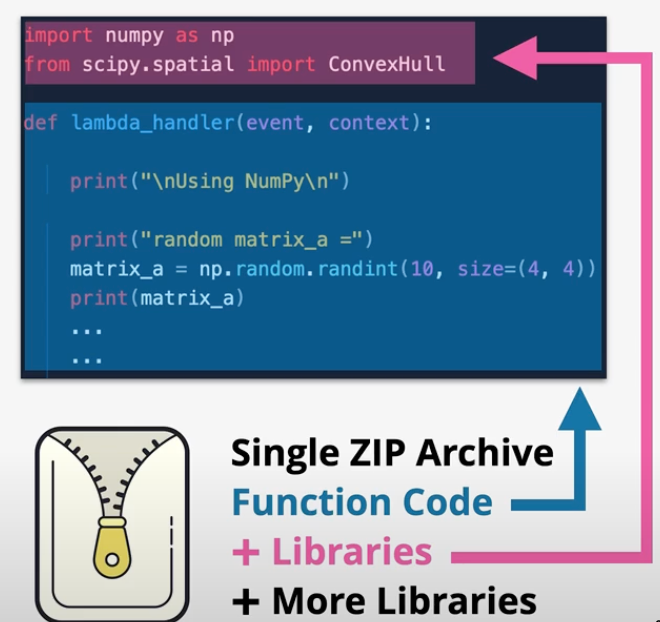 import numpy as np
from scipy.spatial import ConvexHull
def lambda_handler(event, context):
print("\nUsing NumPy\n")
print("random matrix_a =")
matrix_a = np.random.randint(10, size=(4, 4))
print(matrix_a)
...
...
Single ZIP Archive
Function Code
+ Libraries
+ More Libraries